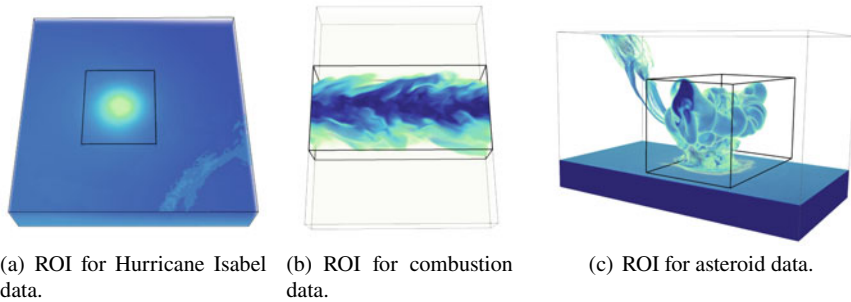 (a) ROI for Hurricane Isabel data.
(b) ROI for combustion data.
(c) ROI for asteroid data.